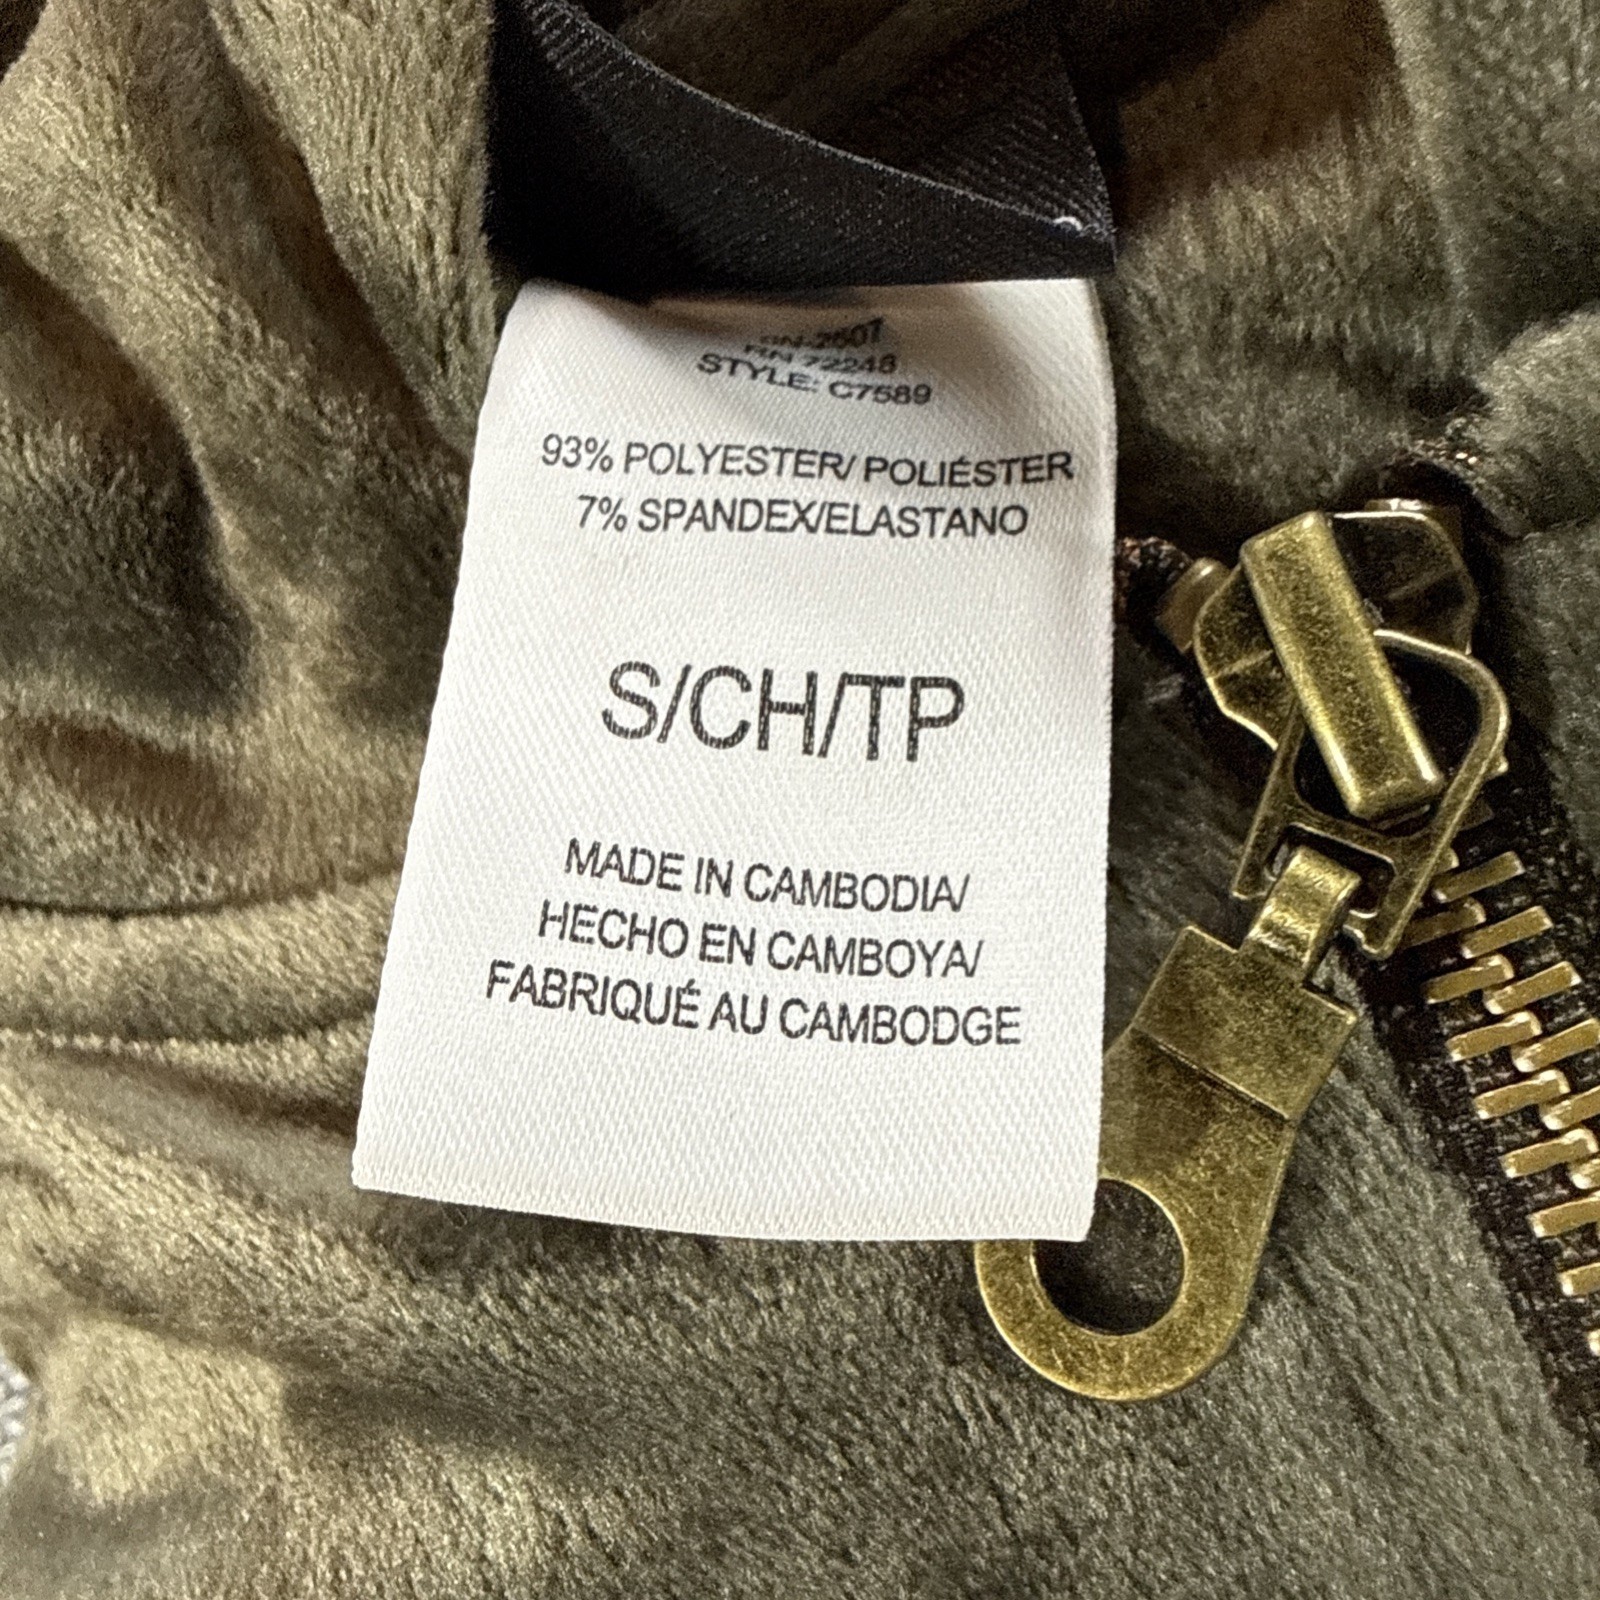 RN 72248
STYLE: C7589
93% POLYESTER/ POLIÉSTER
7% SPANDEX/ELASTANO
S/CH/TP
MADE IN CAMBODIA/
HECHO EN CAMBOYA/
FABRIQUÉ AU CAMBODGE